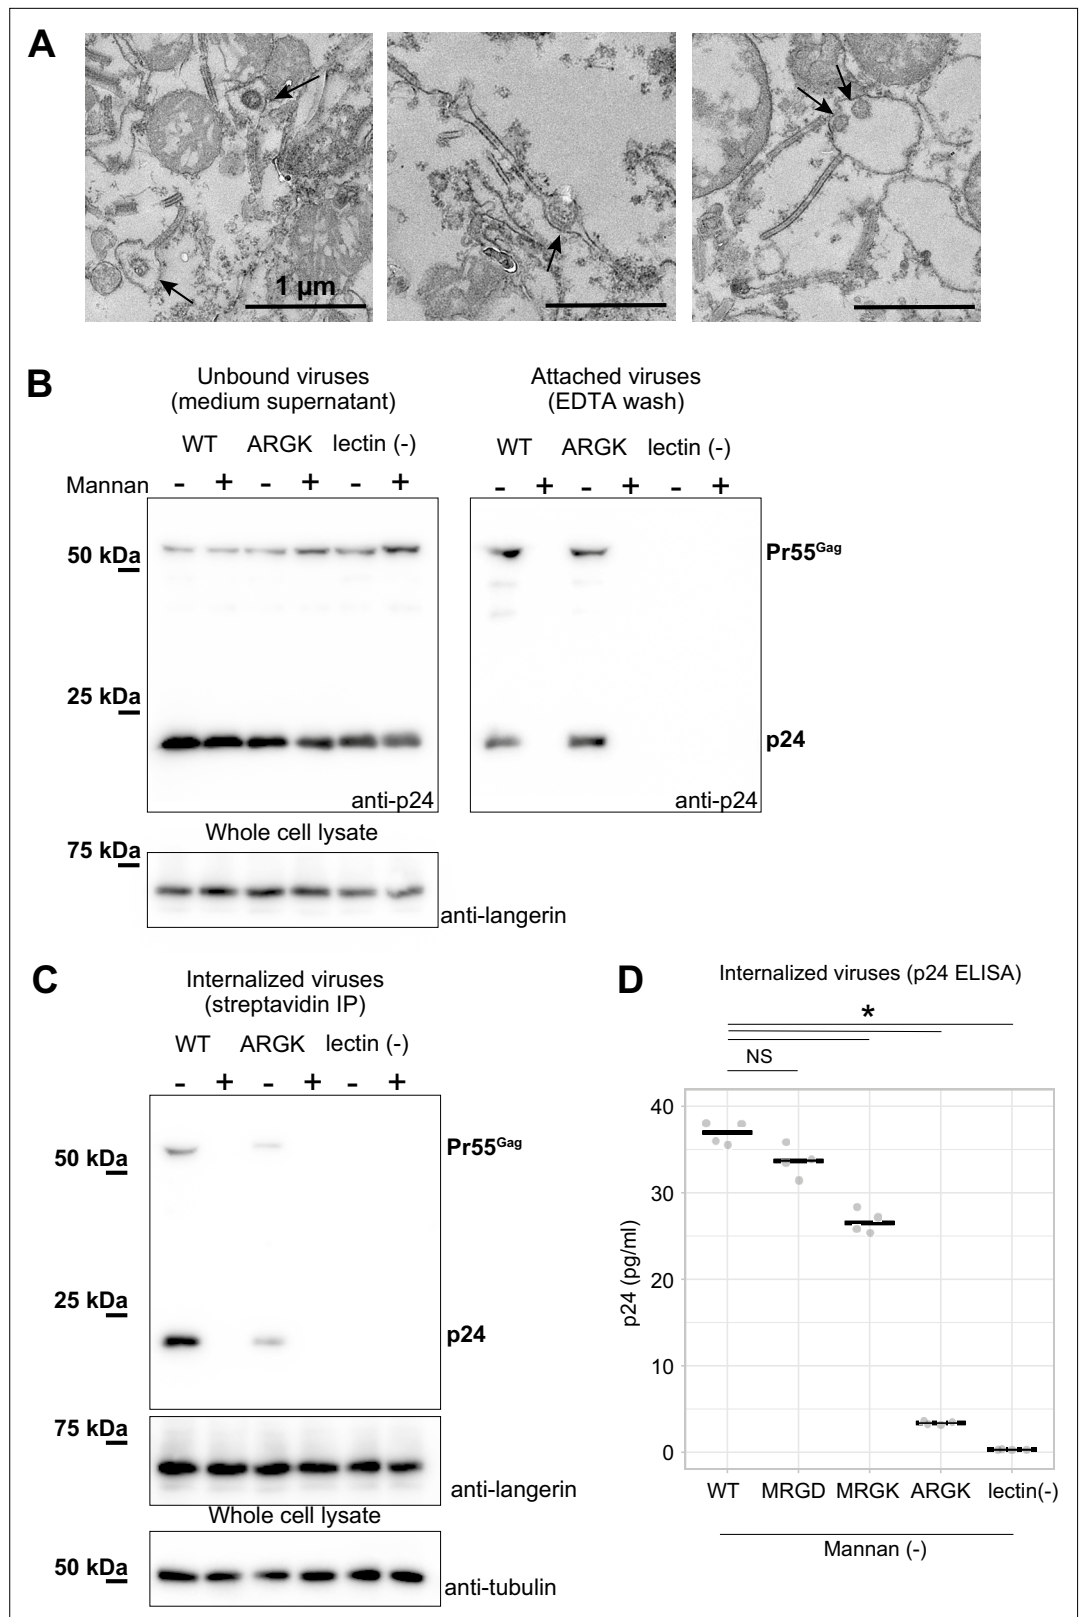 A
1 µm
B
Unbound viruses
(medium supernatant)
WT ARGK lectin (-)
Mannan - + - + - +
50 kDa
25 kDa
anti-p24
Attached viruses
(EDTA wash)
WT ARGK lectin (-)
- + - + - +
Pr55Gag
p24
anti-p24
Whole cell lysate
75 kDa
anti-langerin
C
Internalized viruses
(streptavidin IP)
WT ARGK lectin (-)
- + - + - +
50 kDa
Pr55Gag
25 kDa
p24
75 kDa
anti-langerin
Whole cell lysate
50 kDa
anti-tubulin
D
Internalized viruses (p24 ELISA)
*
NS
p24 (pg/ml)
40
30
20
10
0
WT MRGD MRGK ARGK lectin(-)
Mannan (-)